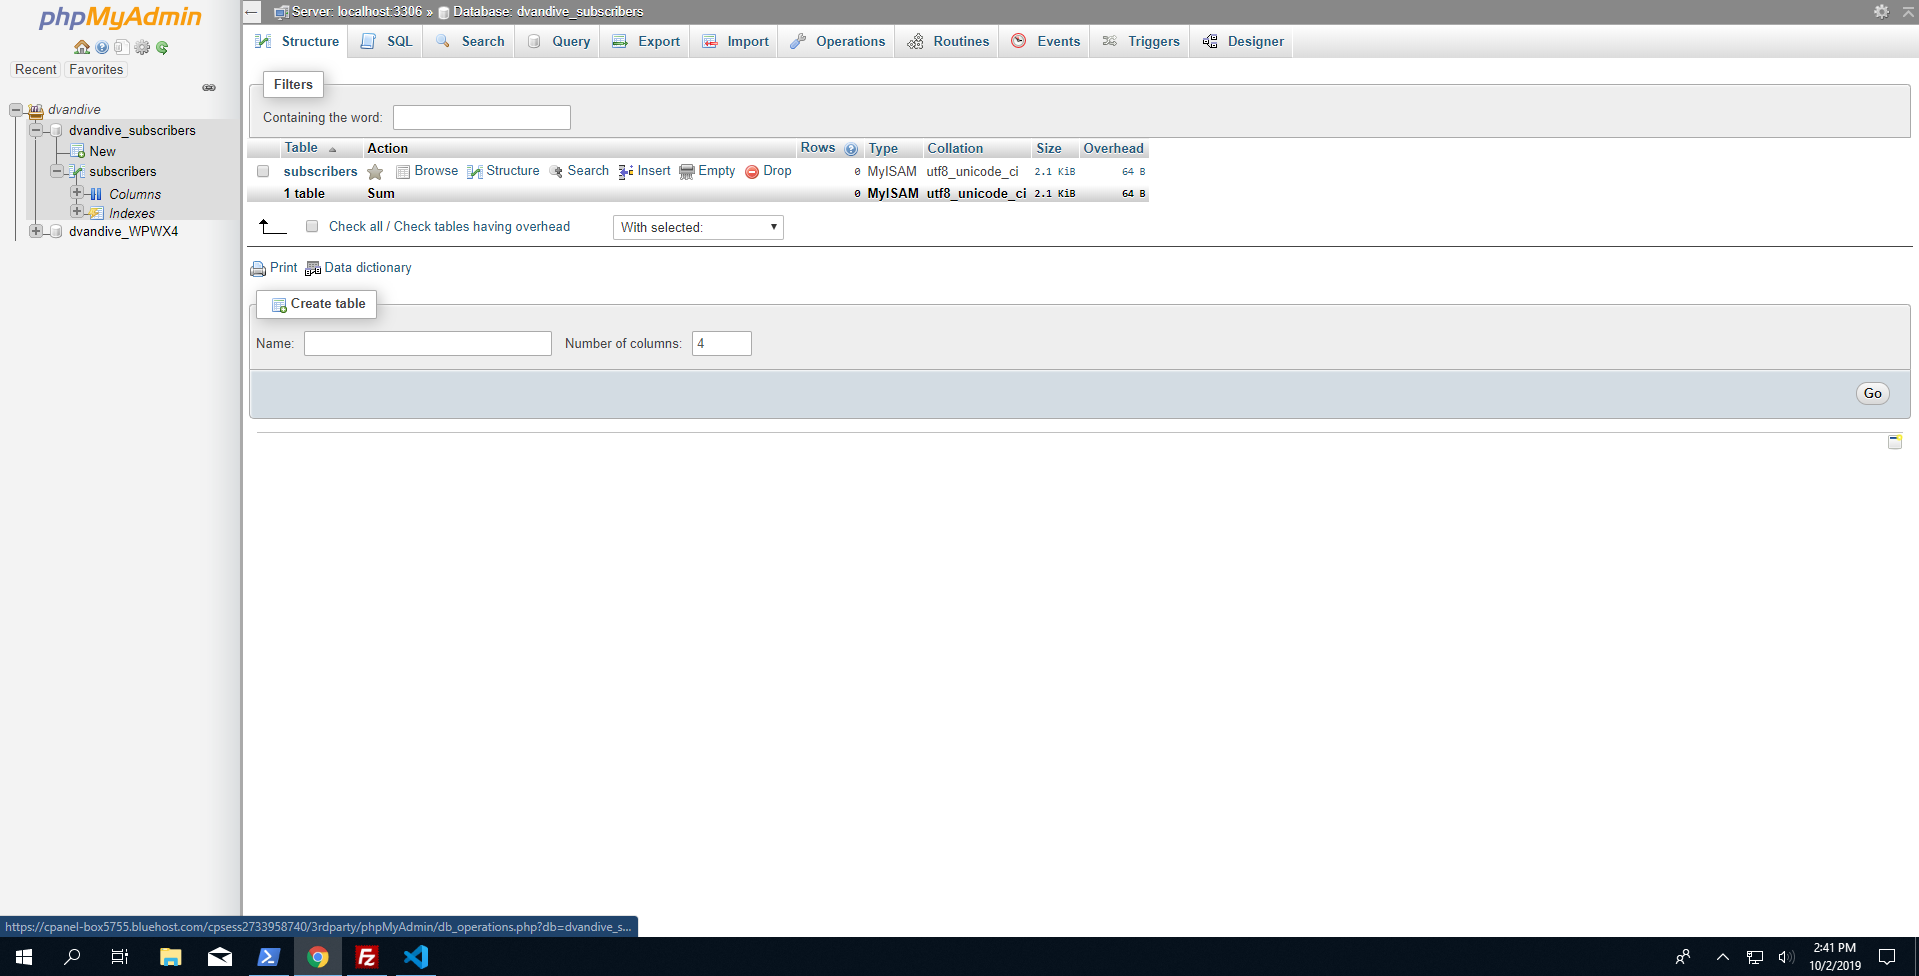 phpMyAdmin
Recent Favorites
dvandive
dvandive_subscribers
New
subscribers
Columns
Indexes
dvandive_WPWX4
Server: localhost:3306 » Database: dvandive_subscribers
Structure SQL Search Query Export Import Operations Routines Events Triggers Designer
Filters
Containing the word:
Table Action Rows Type Collation Size Overhead
subscribers Browse Structure Search Insert Empty Drop 0 MyISAM utf8_unicode_ci 2.1 KiB 64 B
1 table Sum 0 MyISAM utf8_unicode_ci 2.1 KiB 64 B
Check all / Check tables having overhead With selected:
Print Data dictionary
Create table
Name: Number of columns: 4
Go
https://cpanel-box5755.bluehost.com/cpsess2733958740/3rdparty/phpMyAdmin/db_operations.php?db=dvandive_s...
2:41 PM
10/2/2019